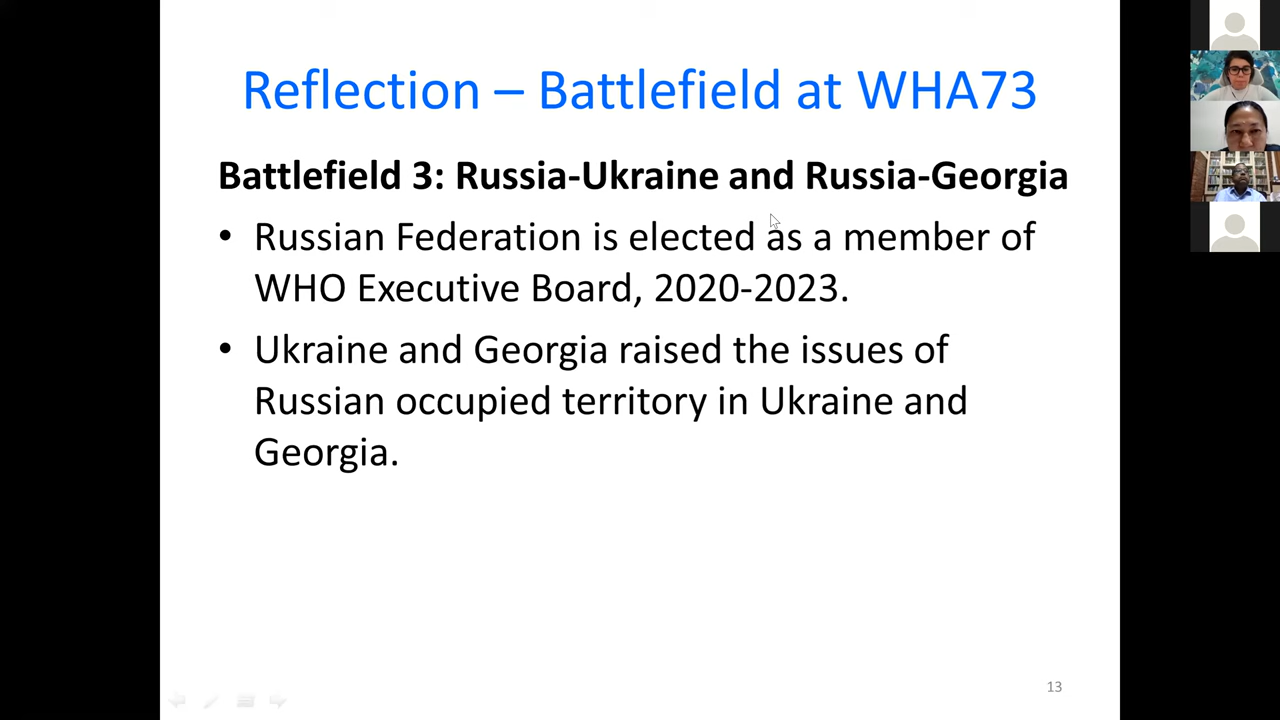 Reflection – Battlefield at WHA73
Battlefield 3: Russia-Ukraine and Russia-Georgia
• Russian Federation is elected as a member of
WHO Executive Board, 2020-2023.
• Ukraine and Georgia raised the issues of
Russian occupied territory in Ukraine and
Georgia.
13